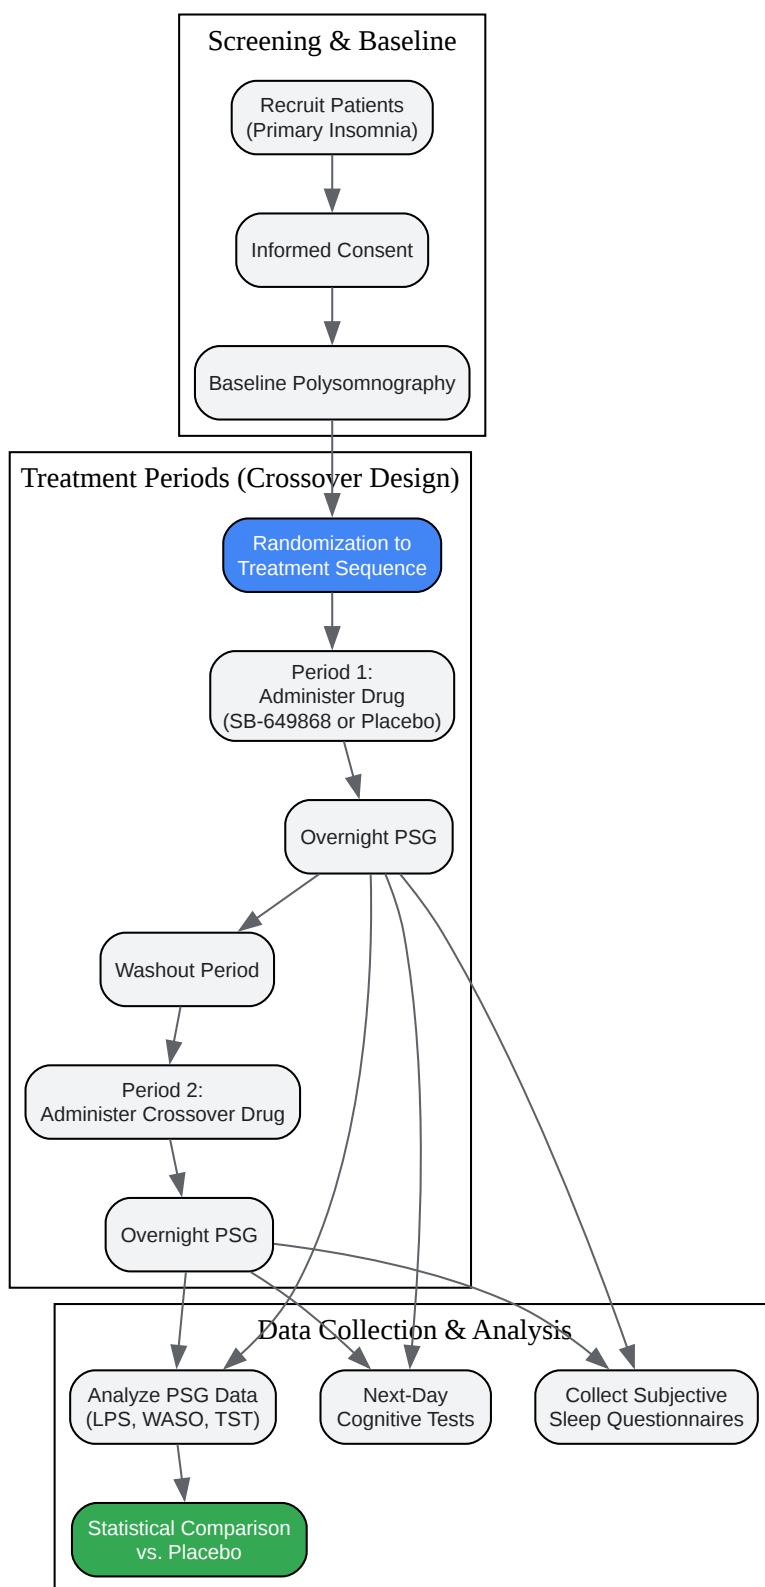 Screening & Baseline
Recruit Patients
(Primary Insomnia)
Informed Consent
Baseline Polysomnography
Treatment Periods (Crossover Design)
Randomization to
Treatment Sequence
Period 1:
Administer Drug
(SB-649868 or Placebo)
Overnight PSG
Washout Period
Period 2:
Administer Crossover Drug
Overnight PSG
Data Collection & Analysis
Analyze PSG Data
(LPS, WASO, TST)
Next-Day
Cognitive Tests
Collect Subjective
Sleep Questionnaires
Statistical Comparison
vs. Placebo